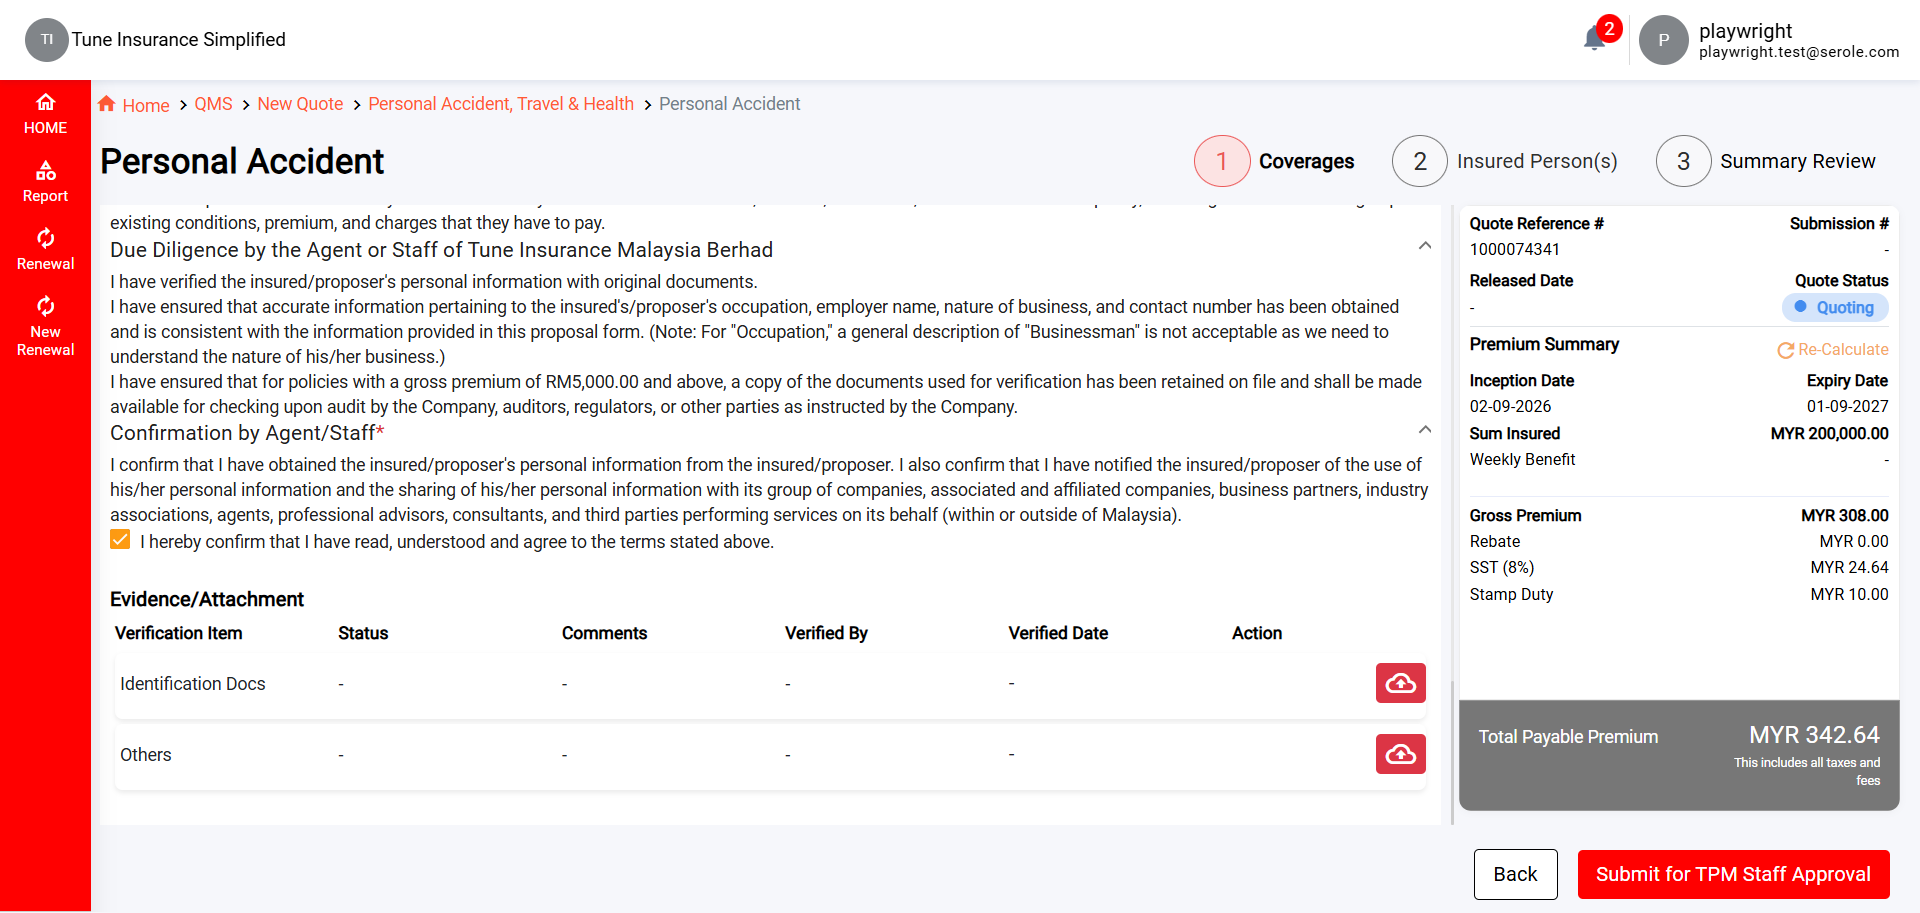 TI Tune Insurance Simplified
2
P
playwright
playwright.test@serole.com
HOME
Report
Renewal
New
Renewal
Home > QMS > New Quote > Personal Accident, Travel & Health > Personal Accident
Personal Accident
1 Coverages
2 Insured Person(s)
3 Summary Review
existing conditions, premium, and charges that they have to pay.
Due Diligence by the Agent or Staff of Tune Insurance Malaysia Berhad
I have verified the insured/proposer's personal information with original documents.
I have ensured that accurate information pertaining to the insured's/proposer's occupation, employer name, nature of business, and contact number has been obtained
and is consistent with the information provided in this proposal form. (Note: For "Occupation," a general description of "Businessman" is not acceptable as we need to
understand the nature of his/her business.)
I have ensured that for policies with a gross premium of RM5,000.00 and above, a copy of the documents used for verification has been retained on file and shall be made
available for checking upon audit by the Company, auditors, regulators, or other parties as instructed by the Company.
Confirmation by Agent/Staff*
I confirm that I have obtained the insured/proposer's personal information from the insured/proposer. I also confirm that I have notified the insured/proposer of the use of
his/her personal information and the sharing of his/her personal information with its group of companies, associated and affiliated companies, business partners, industry
associations, agents, professional advisors, consultants, and third parties performing services on its behalf (within or outside of Malaysia).
I hereby confirm that I have read, understood and agree to the terms stated above.
Evidence/Attachment
Verification Item Status Comments Verified By Verified Date Action
Identification Docs - - - -
Others - - - -
Quote Reference # Submission #
1000074341 -
Released Date Quote Status
- Quoting
Premium Summary Re-Calculate
Inception Date Expiry Date
02-09-2026 01-09-2027
Sum Insured MYR 200,000.00
Weekly Benefit -
Gross Premium MYR 308.00
Rebate MYR 0.00
SST (8%) MYR 24.64
Stamp Duty MYR 10.00
Total Payable Premium MYR 342.64
This includes all taxes and
fees
Back
Submit for TPM Staff Approval